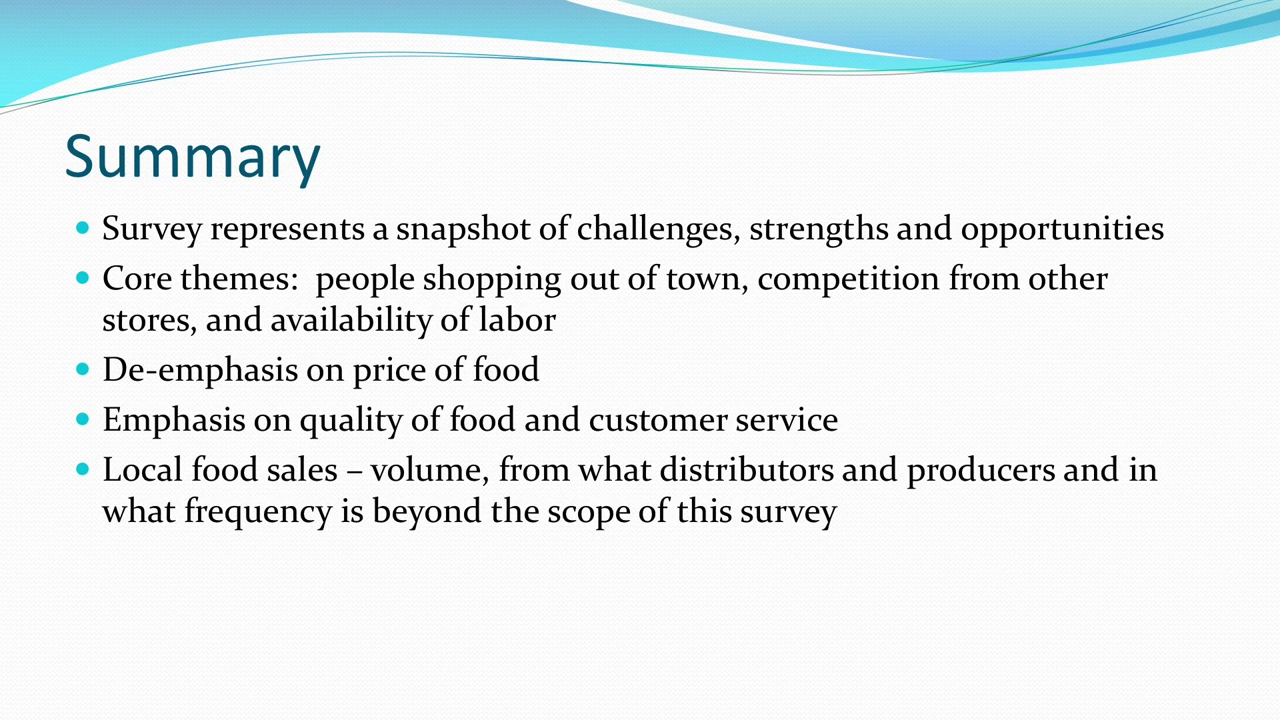 Summary
• Survey represents a snapshot of challenges, strengths and opportunities
• Core themes:  people shopping out of town, competition from other
stores, and availability of labor
• De-emphasis on price of food
• Emphasis on quality of food and customer service
• Local food sales – volume, from what distributors and producers and in
what frequency is beyond the scope of this survey